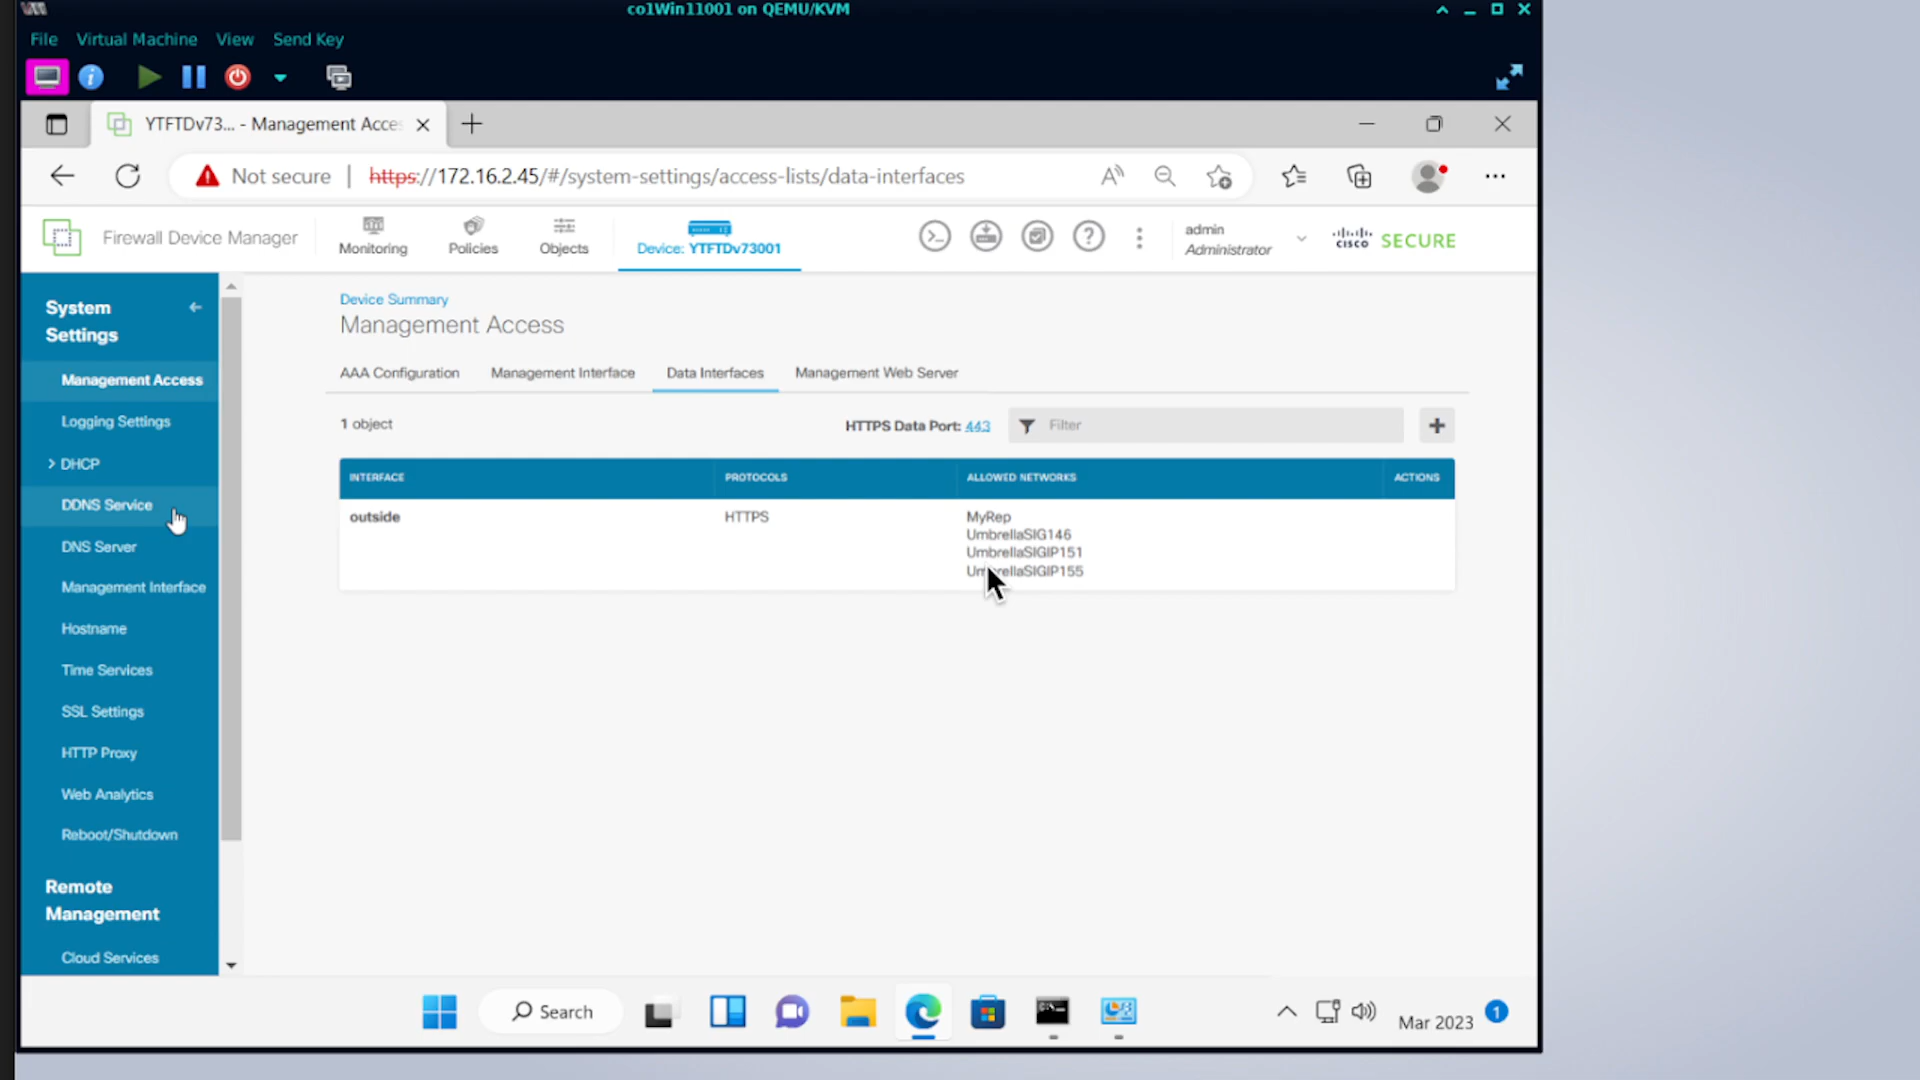 co1Win11001 on QEMU/KVM
File Virtual Machine View Send Key
YTFTDv73... - Management Acce
Not secure | https://172.16.2.45/#/system-settings/access-lists/data-interfaces
Firewall Device Manager
Monitoring
Policies
Objects
Device: YTFTDv73001
admin
Administrator
cisco SECURE
System
Settings
Management Access
Logging Settings
DHCP
DDNS Service
DNS Server
Management Interface
Hostname
Time Services
SSL Settings
HTTP Proxy
Web Analytics
Reboot/Shutdown
Remote
Management
Cloud Services
Device Summary
Management Access
AAA Configuration Management Interface Data Interfaces Management Web Server
1 object
HTTPS Data Port: 443
Filter
INTERFACE PROTOCOLS ALLOWED NETWORKS ACTIONS
outside HTTPS MyRep
UmbrellaSIG146
UmbrellaSIGIP151
UmbrellaSIGIP155
Search
Mar 2023
1